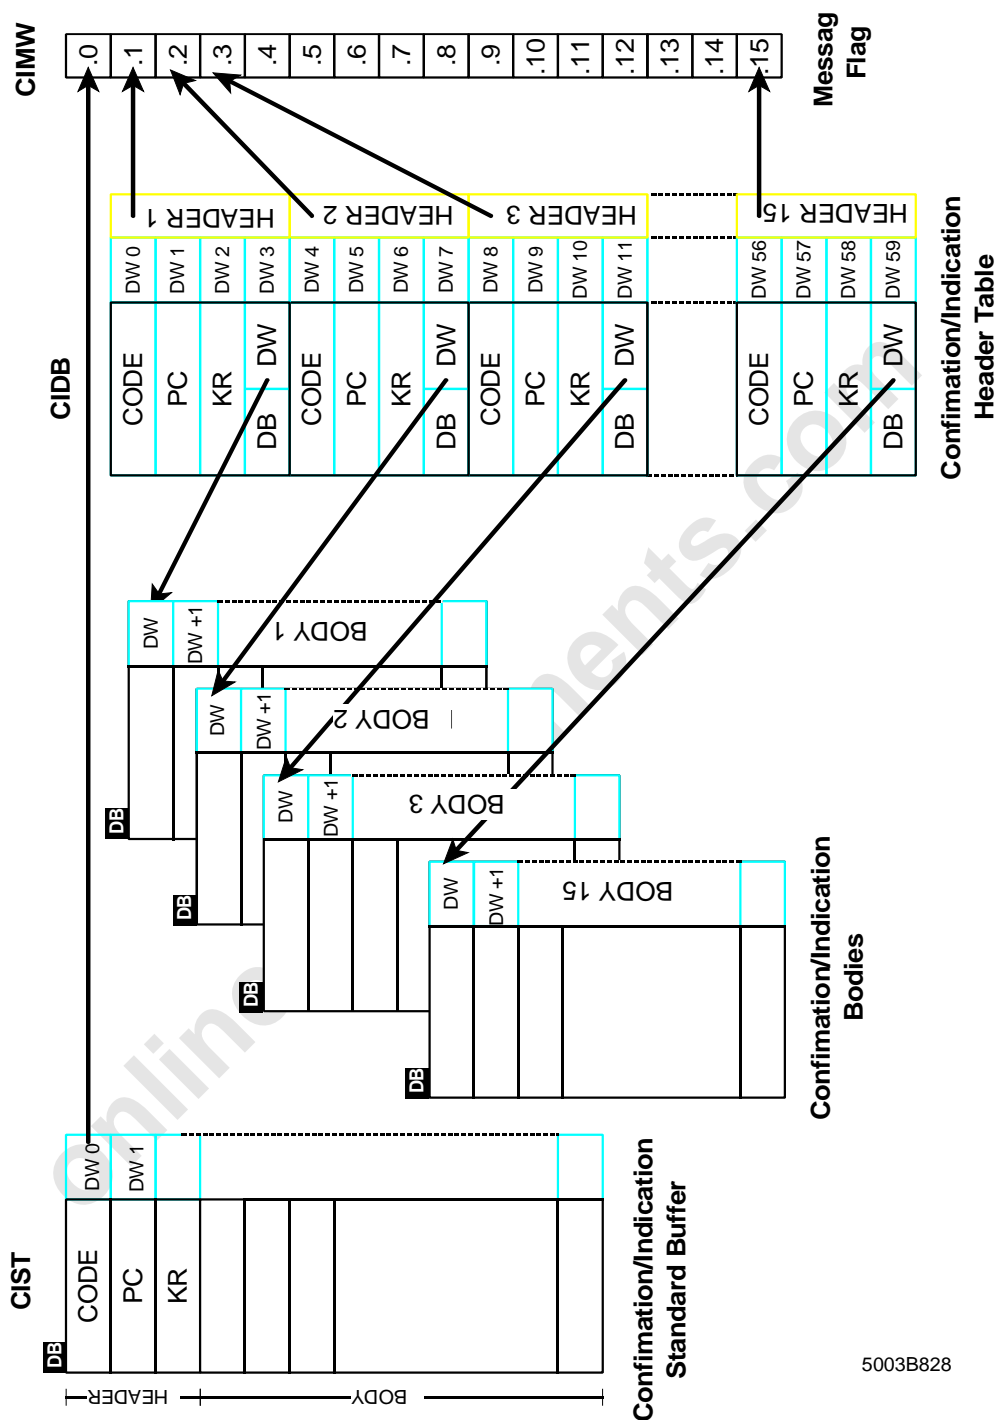 CIST
DB
CODE
PC
KR
DW 0
DW 1
HEADER
BODY
Confimation/Indication
Standard Buffer
DB
DW
DW +1
BODY 1
DB
DW
DW +1
BODY 2
DB
DW
DW +1
BODY 3
DB
DW
DW +1
BODY 15
Confimation/Indication
Bodies
CIDB
CODE
DW 0
PC
DW 1
KR
DW 2
DB DW
DW 3
HEADER 1
CODE
DW 4
PC
DW 5
KR
DW 6
DB DW
DW 7
HEADER 2
CODE
DW 8
PC
DW 9
KR
DW 10
DB DW
DW 11
HEADER 3
CODE
DW 56
PC
DW 57
KR
DW 58
DB DW
DW 59
HEADER 15
Confimation/Indication
Header Table
CIMW
.0
.1
.2
.3
.4
.5
.6
.7
.8
.9
.10
.11
.12
.13
.14
.15
Messag
Flag
5003B828